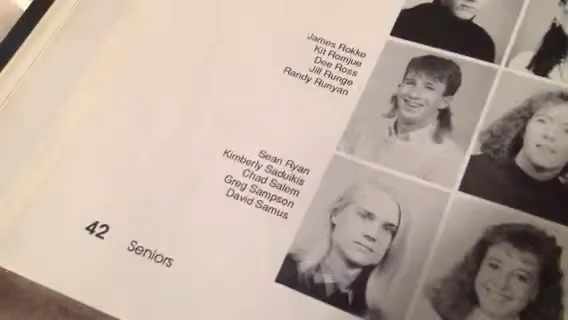 James Rokke
Kit Romjue
Dee Ross
Jill Runge
Randy Runyan
Sean Ryan
Kimberly Saduikis
Chad Salem
Greg Sampson
David Samus
42 Seniors